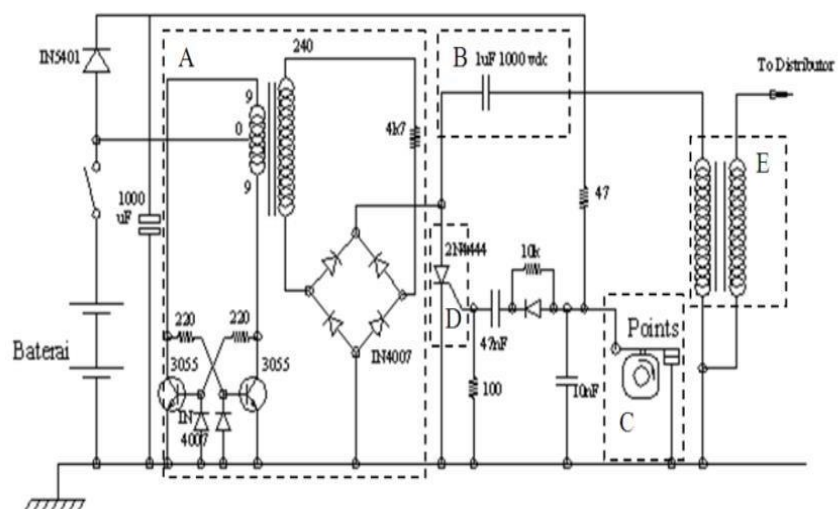 A
240
B
1uF 1000 vdc
IN5401
To Distributor
9
0
9
4k7
E
1000
uF
47
2N4444
10k
D
47nF
Points
220
220
Baterai
3055
3055
IN4007
100
10nF
C
IN
4007